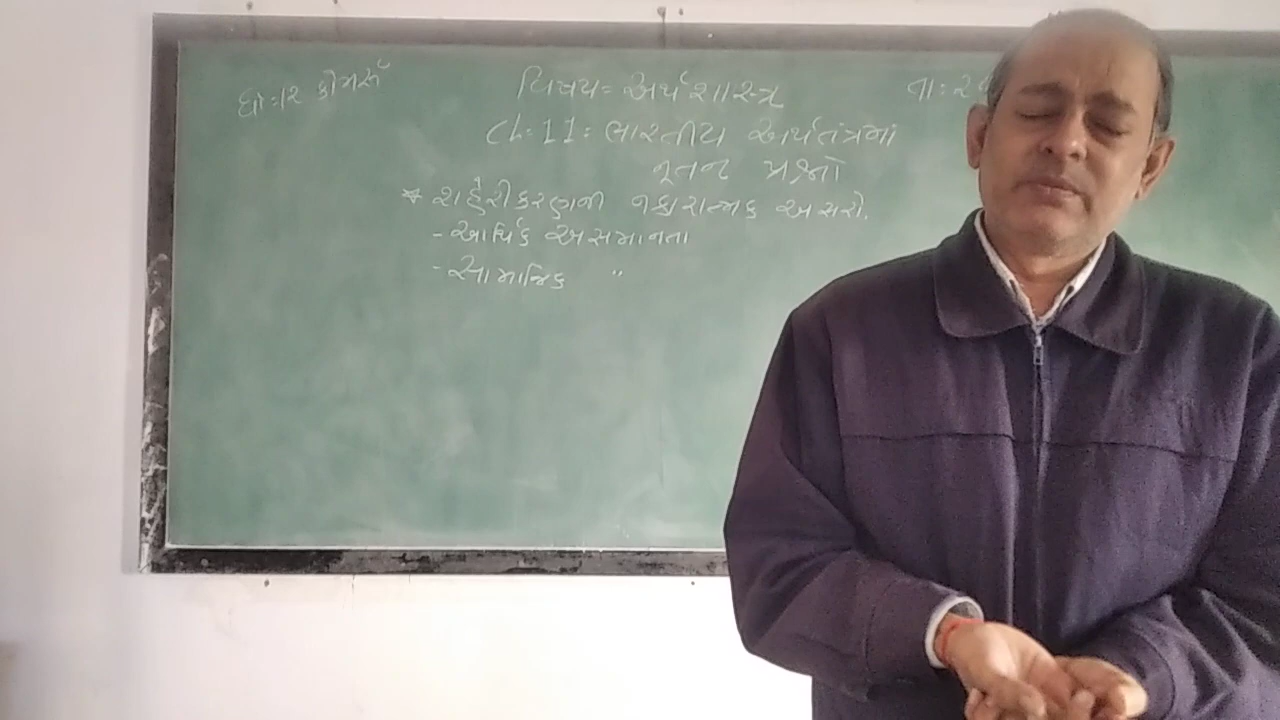 ધોઃ૧૨ કોમર્સ
વિષયઃ અર્થશાસ્ત્ર
તાઃ૨
Ch:11: ભારતીય અર્થતંત્રના
નૂતન પ્રશ્નો
* શહેરીકરણની નકારાત્મક અસરો.
- આર્થિક અસમાનતા
- સામાજિક "